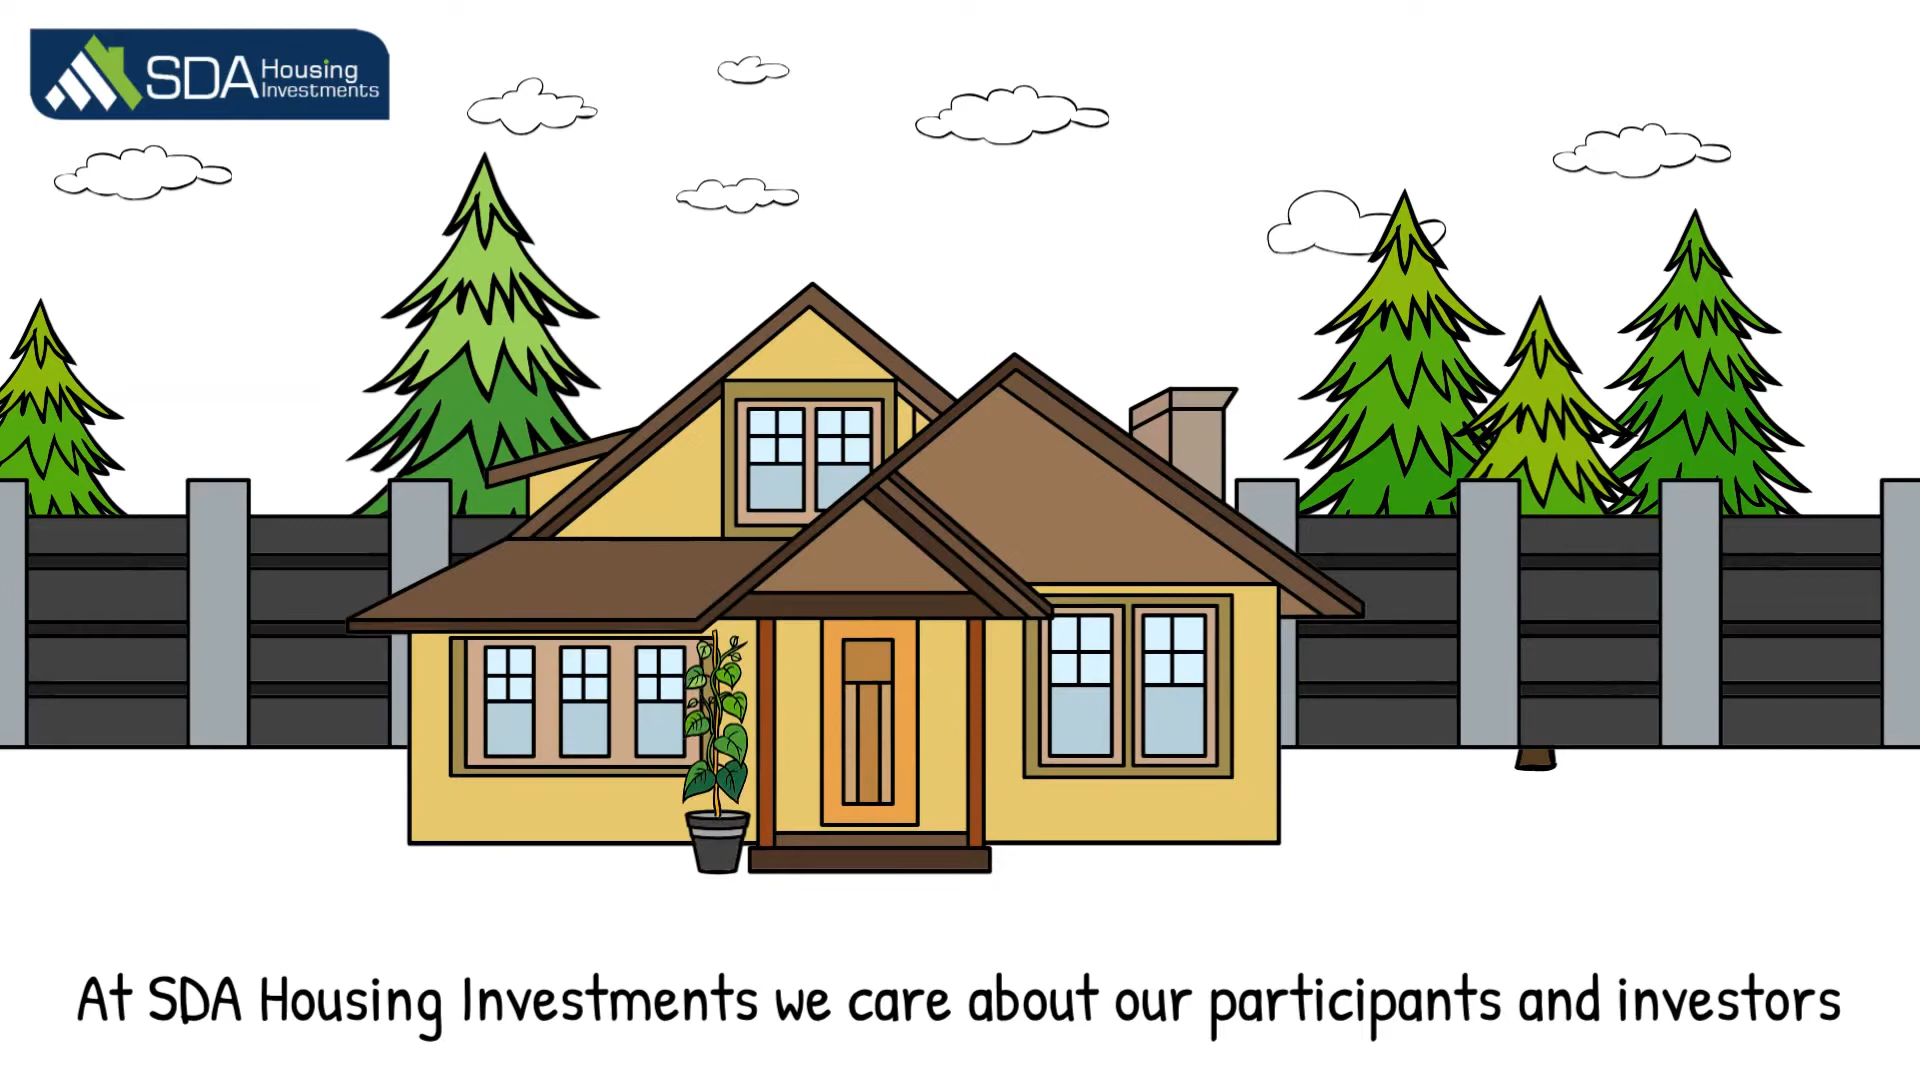 SDA Housing
Investments
At SDA Housing Investments we care about our participants and investors